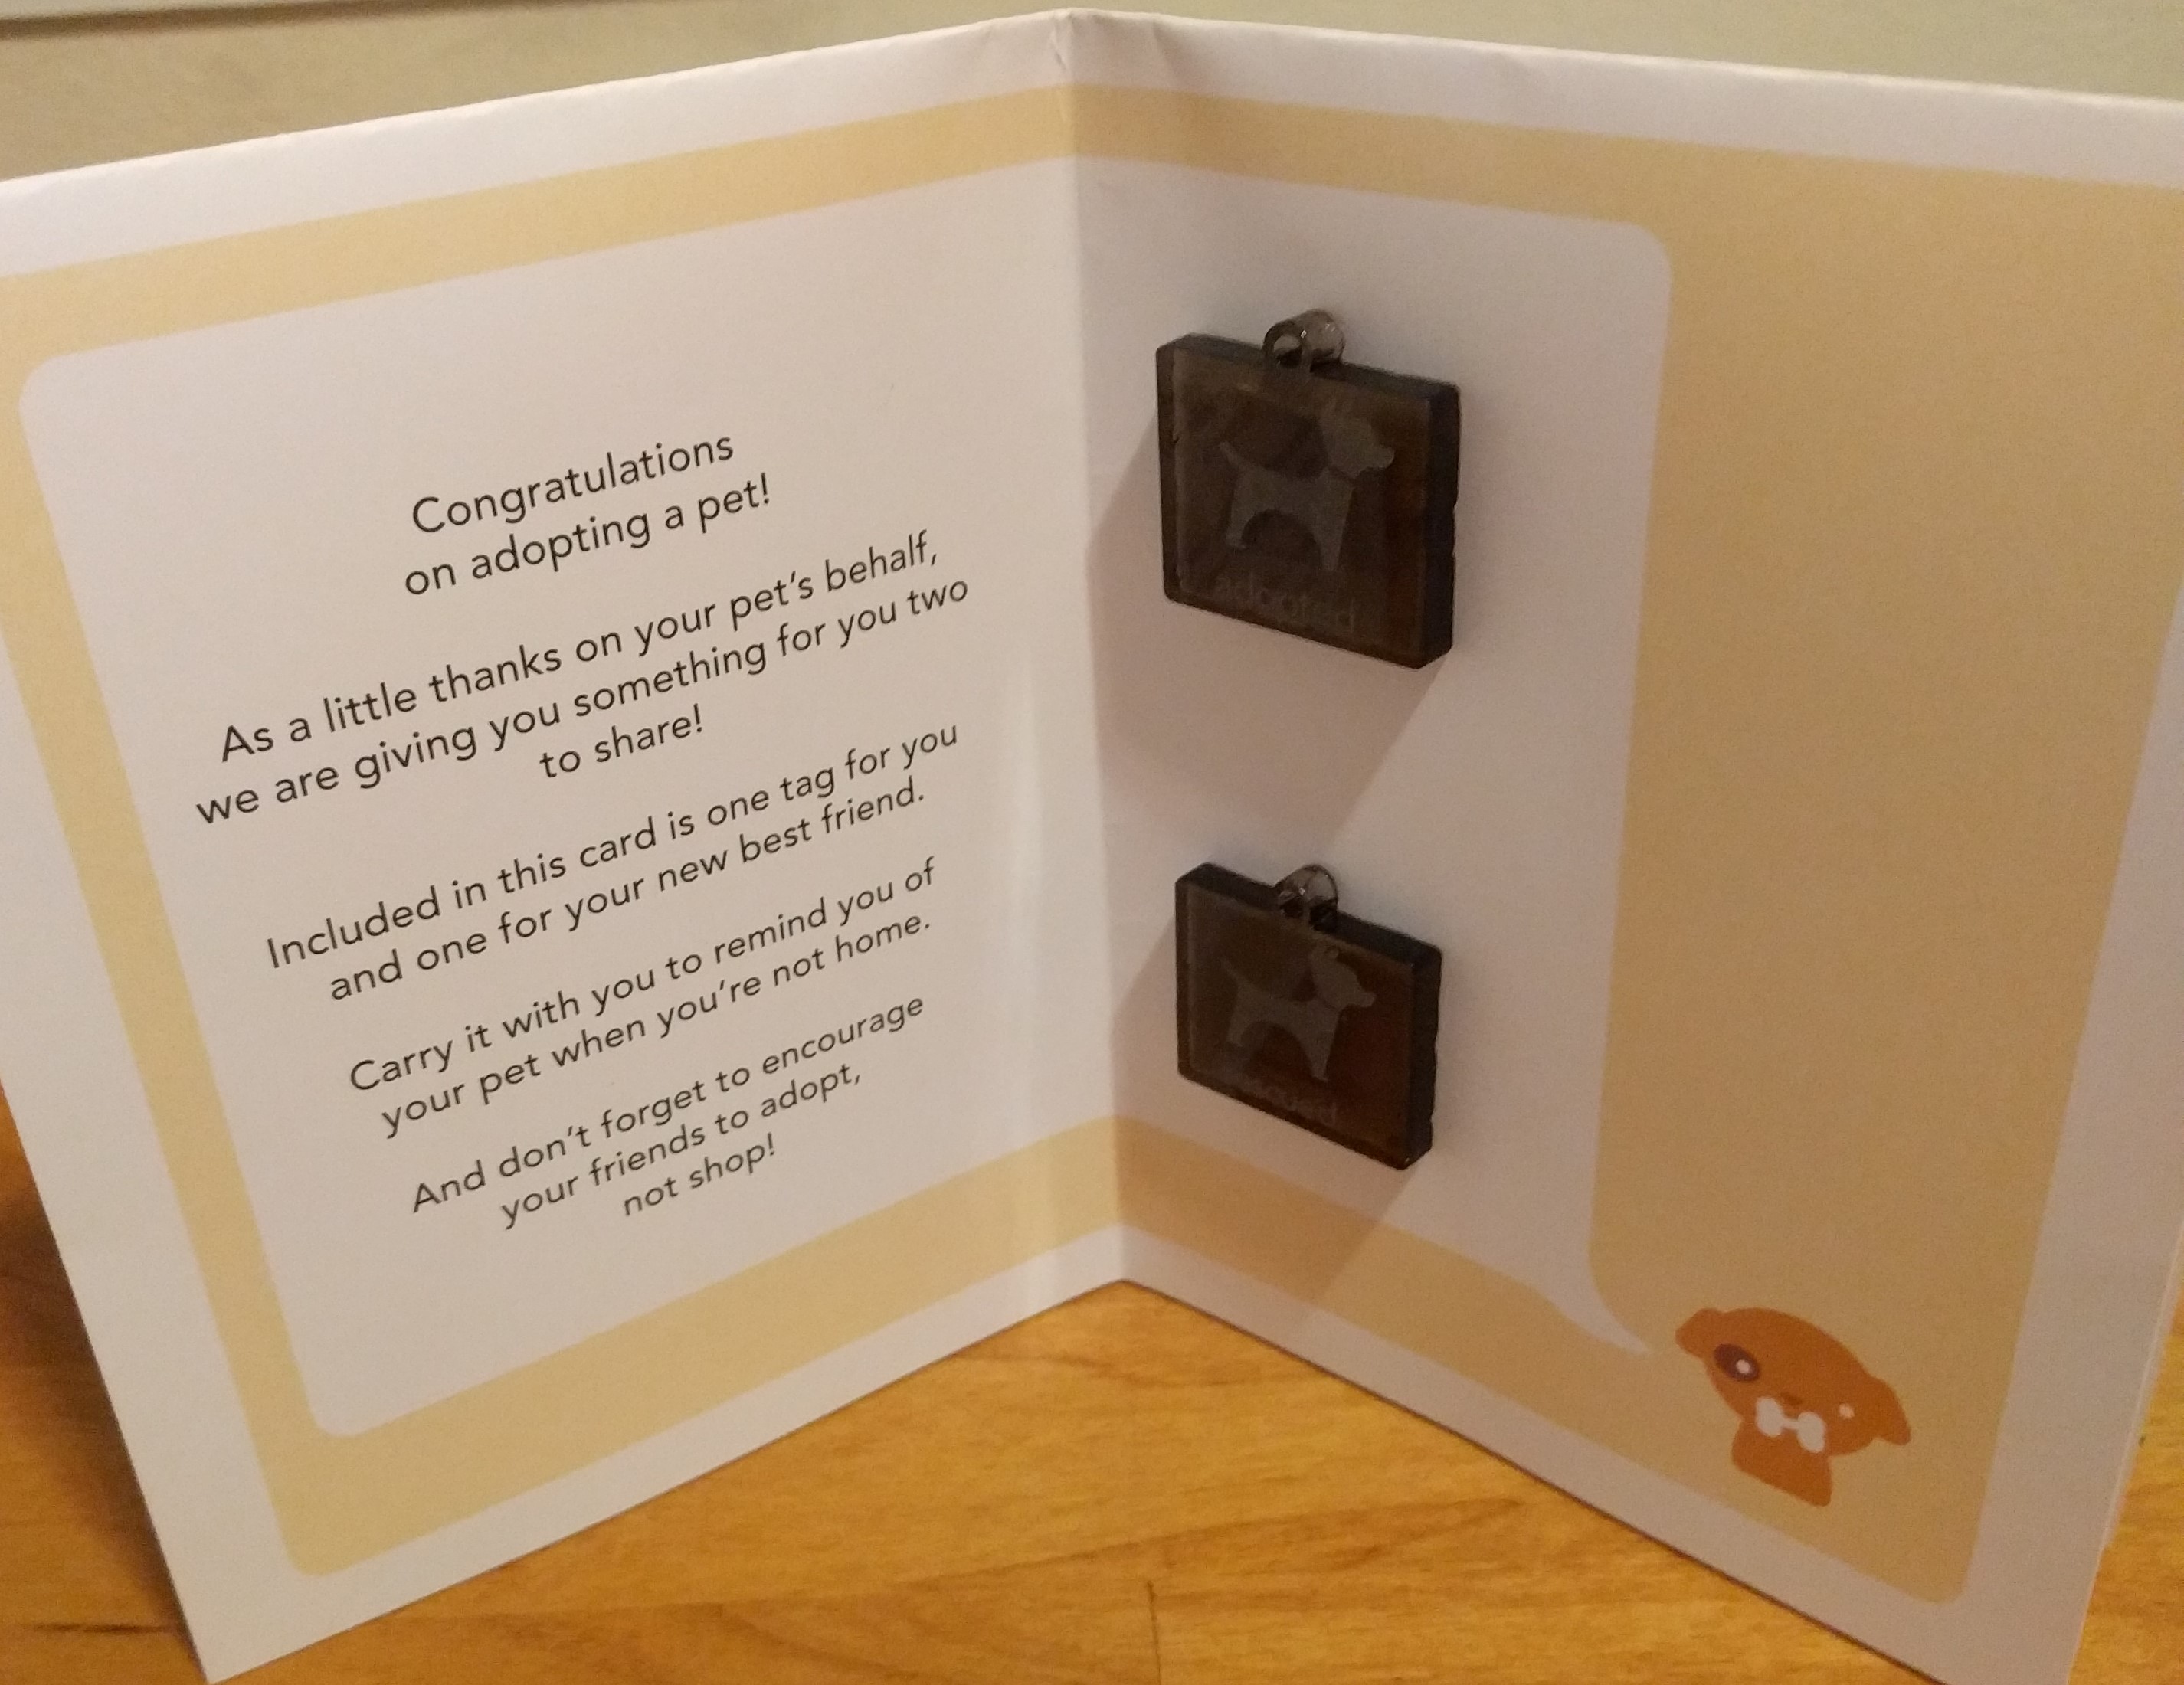 Congratulations
on adopting a pet!
As a little thanks on your pet's behalf,
we are giving you something for you two
to share!
Included in this card is one tag for you
and one for your new best friend.
Carry it with you to remind you of
your pet when you're not home.
And don't forget to encourage
your friends to adopt,
not shop!
Adopted